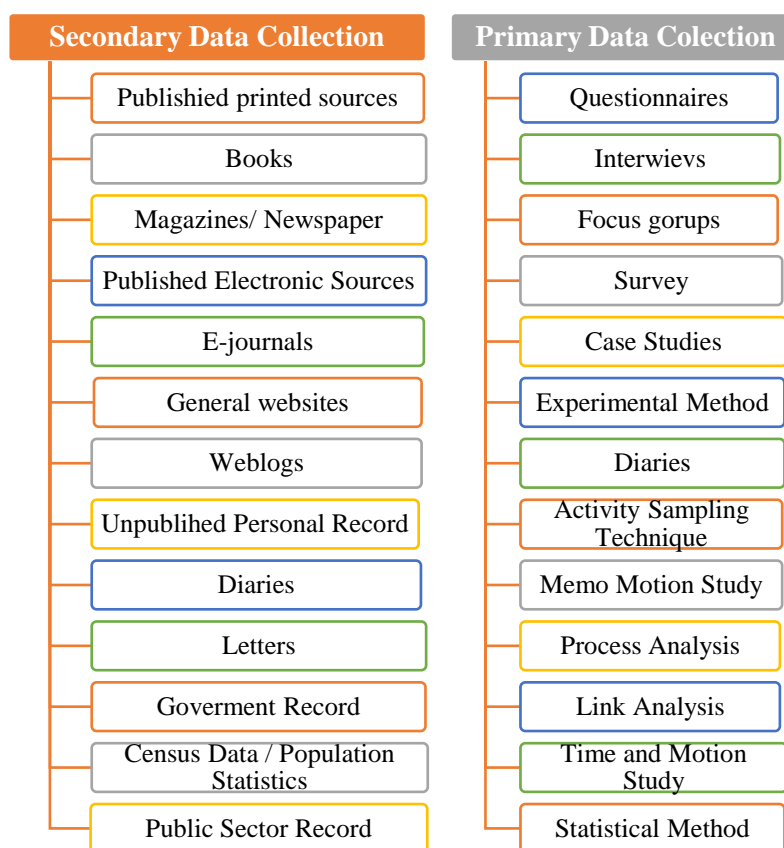 Secondary Data Collection
Publishied printed sources
Books
Magazines/ Newspaper
Published Electronic Sources
E-journals
General websites
Weblogs
Unpublihed Personal Record
Diaries
Letters
Goverment Record
Census Data / Population
Statistics
Public Sector Record
Primary Data Colection
Questionnaires
Interwievs
Focus gorups
Survey
Case Studies
Experimental Method
Diaries
Activity Sampling
Technique
Memo Motion Study
Process Analysis
Link Analysis
Time and Motion
Study
Statistical Method